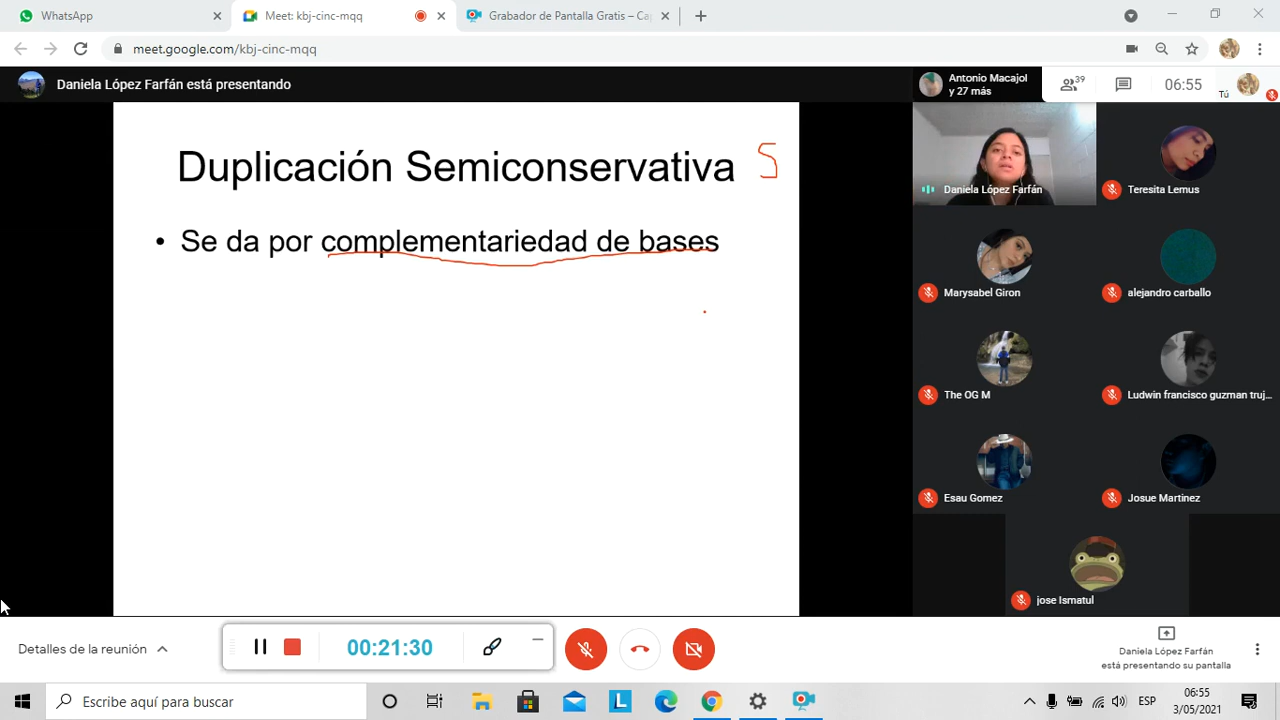 WhatsApp
Meet: kbj-cinc-mqq
Grabador de Pantalla Gratis – Ca
meet.google.com/kbj-cinc-mqq
Daniela López Farfán está presentando
Antonio Macajol
y 27 más
39
06:55
Tú
Duplicación Semiconservativa S
• Se da por complementariedad de bases
Daniela López Farfán
Teresita Lemus
Marysabel Giron
alejandro carballo
The OG M
Ludwin francisco guzman truj...
Esau Gomez
Josue Martinez
jose Ismatul
Detalles de la reunión
00:21:30
Daniela López Farfán
está presentando su pantalla
Escribe aquí para buscar
L
ESP
06:55
3/05/2021